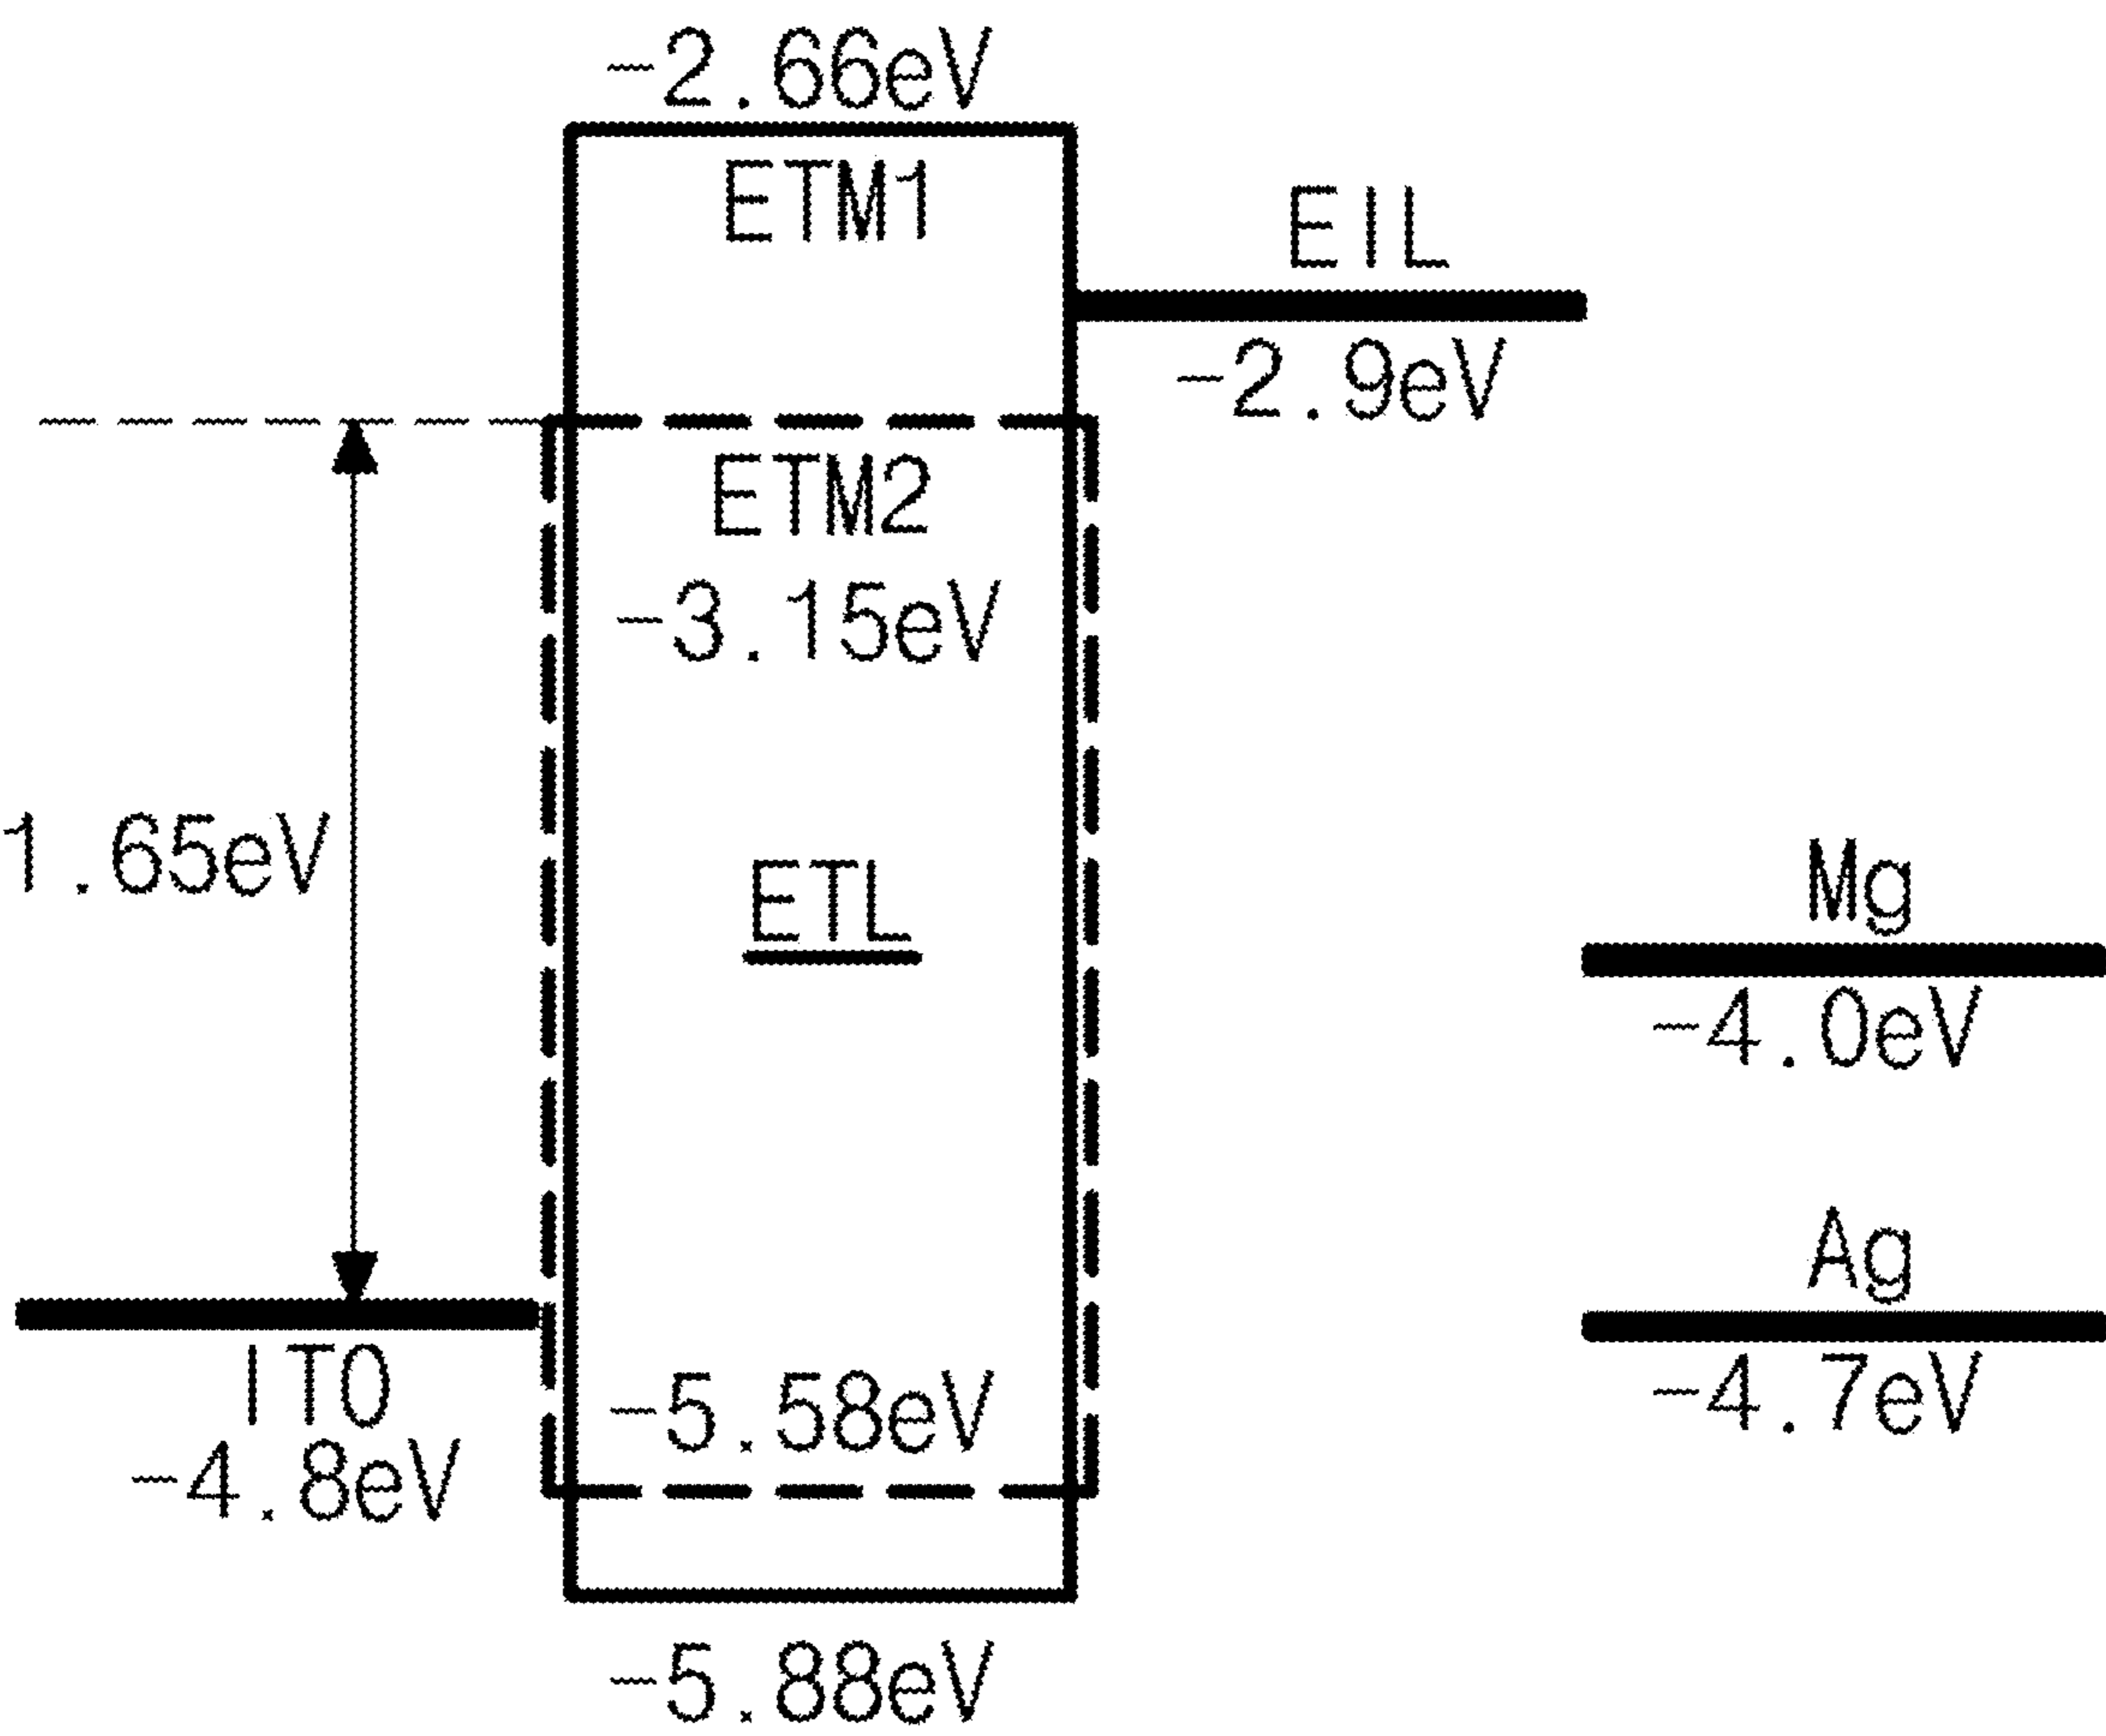 -2.66eV
ETM1
EIL
-2.9eV
ETM2
-3.15eV
1.65eV
ETL
Mg
-4.0eV
Ag
-4.7eV
ITO
-4.8eV
-5.58eV
-5.88eV